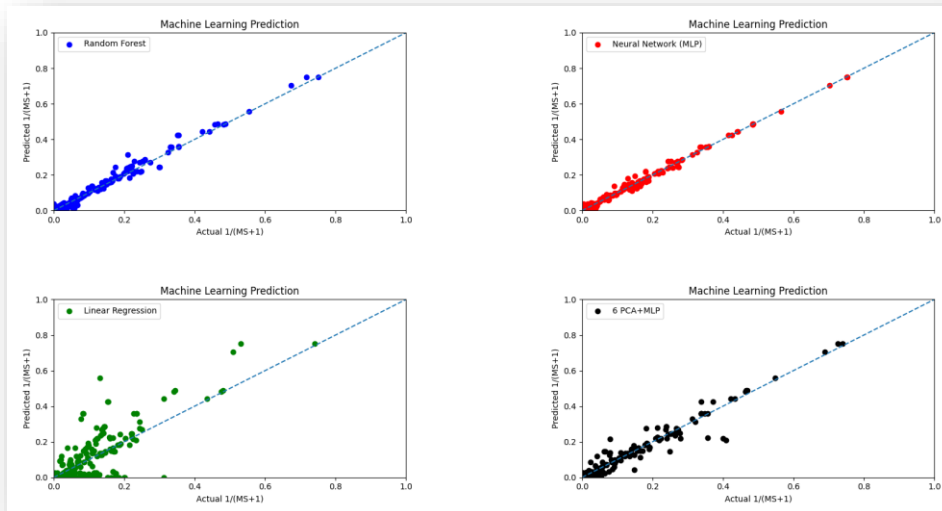 Machine Learning Prediction
1.0
0.8
0.6
0.4
0.2
0.0
Predicted 1/(MS+1)
Random Forest
0.0 0.2 0.4 0.6 0.8 1.0
Actual 1/(MS+1)
Machine Learning Prediction
1.0
0.8
0.6
0.4
0.2
0.0
Predicted 1/(MS+1)
Neural Network (MLP)
0.0 0.2 0.4 0.6 0.8 1.0
Actual 1/(MS+1)
Machine Learning Prediction
1.0
0.8
0.6
0.4
0.2
0.0
Predicted 1/(MS+1)
Linear Regression
0.0 0.2 0.4 0.6 0.8 1.0
Actual 1/(MS+1)
Machine Learning Prediction
1.0
0.8
0.6
0.4
0.2
0.0
Predicted 1/(MS+1)
6 PCA+MLP
0.0 0.2 0.4 0.6 0.8 1.0
Actual 1/(MS+1)